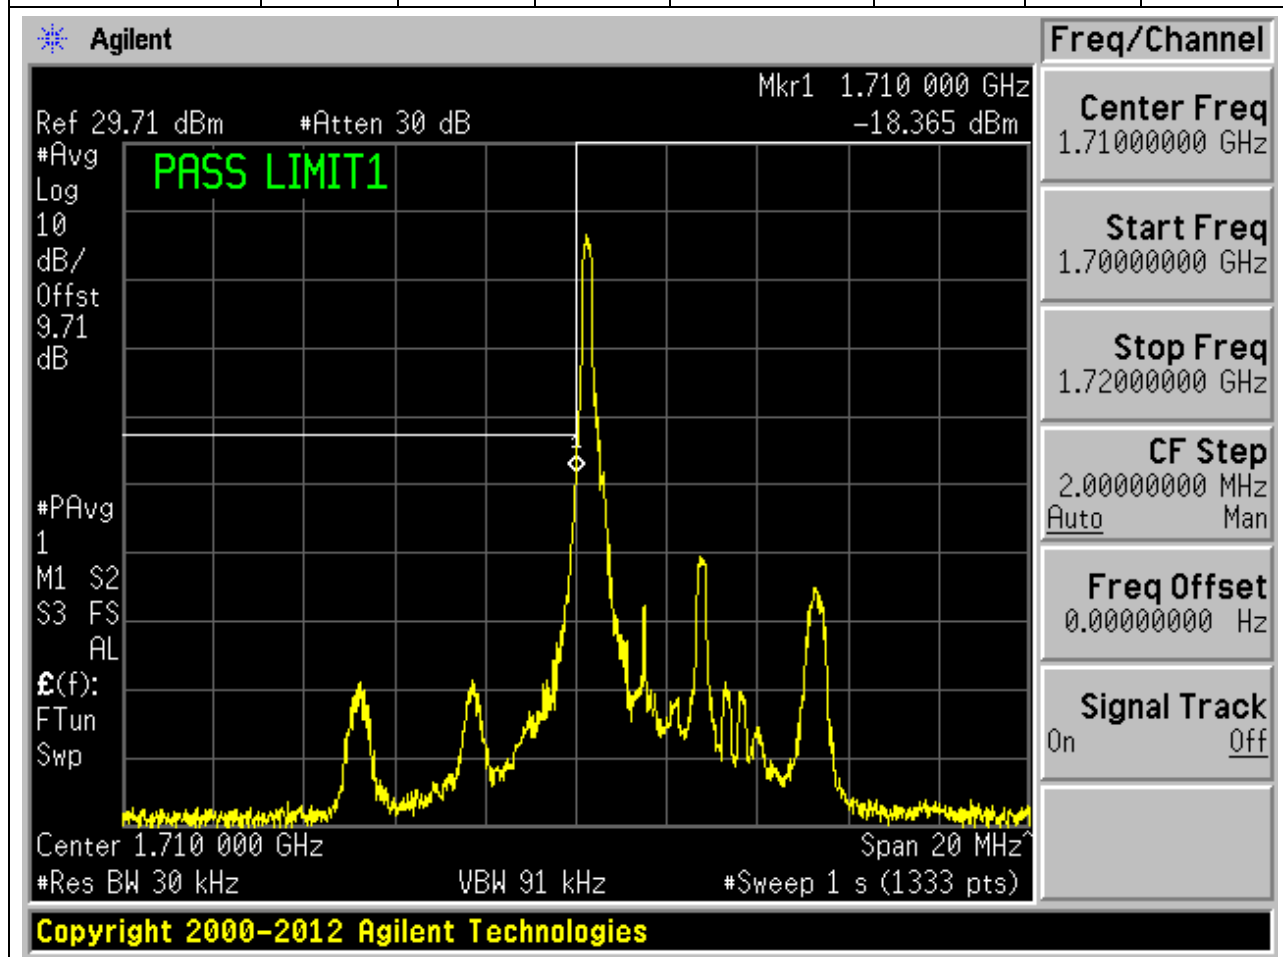 Agilent
Freq/Channel
Mkr1 1.710 000 GHz
Ref 29.71 dBm #Atten 30 dB -18.365 dBm
#Avg
Log
10
dB/
Offst
9.71
dB
PASS LIMIT1
1
#PAvg
1
M1 S2
S3 FS
AL
£(f):
FTun
Swp
Center 1.710 000 GHz Span 20 MHz^
#Res BW 30 kHz VBW 91 kHz #Sweep 1 s (1333 pts)
Center Freq
1.71000000 GHz
Start Freq
1.70000000 GHz
Stop Freq
1.72000000 GHz
CF Step
2.00000000 MHz
Auto Man
Freq Offset
0.00000000 Hz
Signal Track
On Off
Copyright 2000-2012 Agilent Technologies